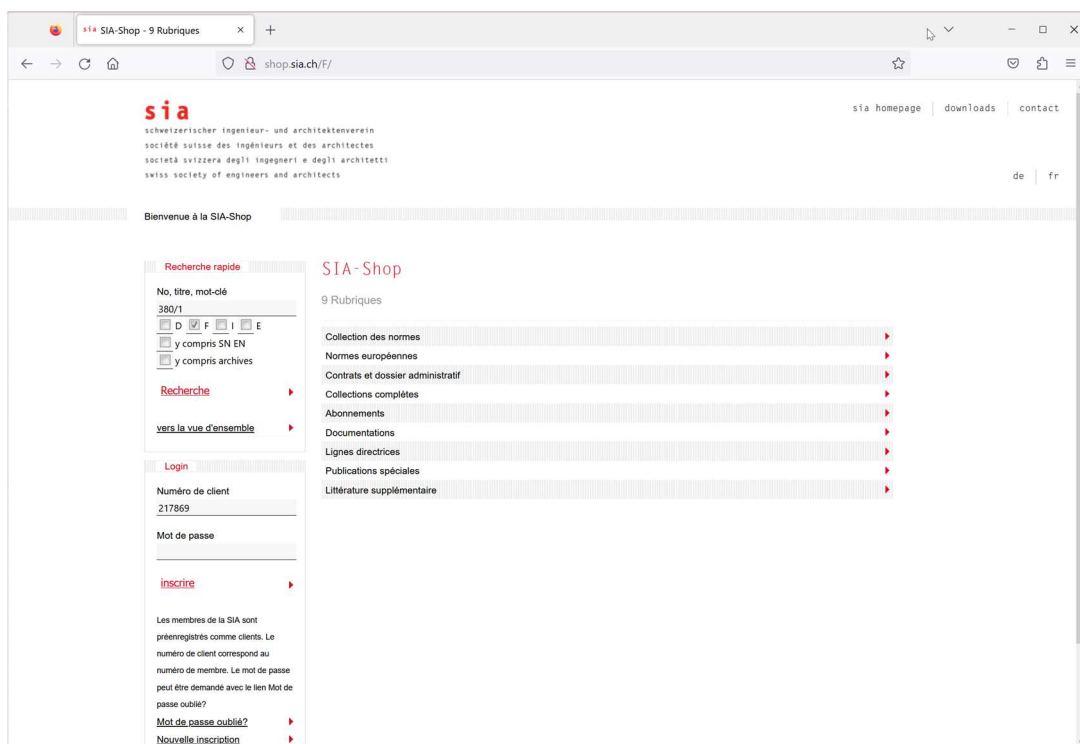 sia SIA-Shop - 9 Rubriques
shop.sia.ch/F/
sia
schweizerischer ingenieur- und architektenverein
société suisse des ingénieurs et des architectes
società svizzera degli ingegneri e degli architetti
swiss society of engineers and architects
sia homepage downloads contact
de fr
Bienvenue à la SIA-Shop
Recherche rapide
No, titre, mot-clé
380/1
D F I E
y compris SN EN
y compris archives
Recherche
vers la vue d'ensemble
Login
Numéro de client
217869
Mot de passe
inscrire
Les membres de la SIA sont
préenregistrés comme clients. Le
numéro de client correspond au
numéro de membre. Le mot de passe
peut être demandé avec le lien Mot de
passe oublié?
Mot de passe oublié?
Nouvelle inscription
SIA-Shop
9 Rubriques
Collection des normes
Normes européennes
Contrats et dossier administratif
Collections complètes
Abonnements
Documentations
Lignes directrices
Publications spéciales
Littérature supplémentaire